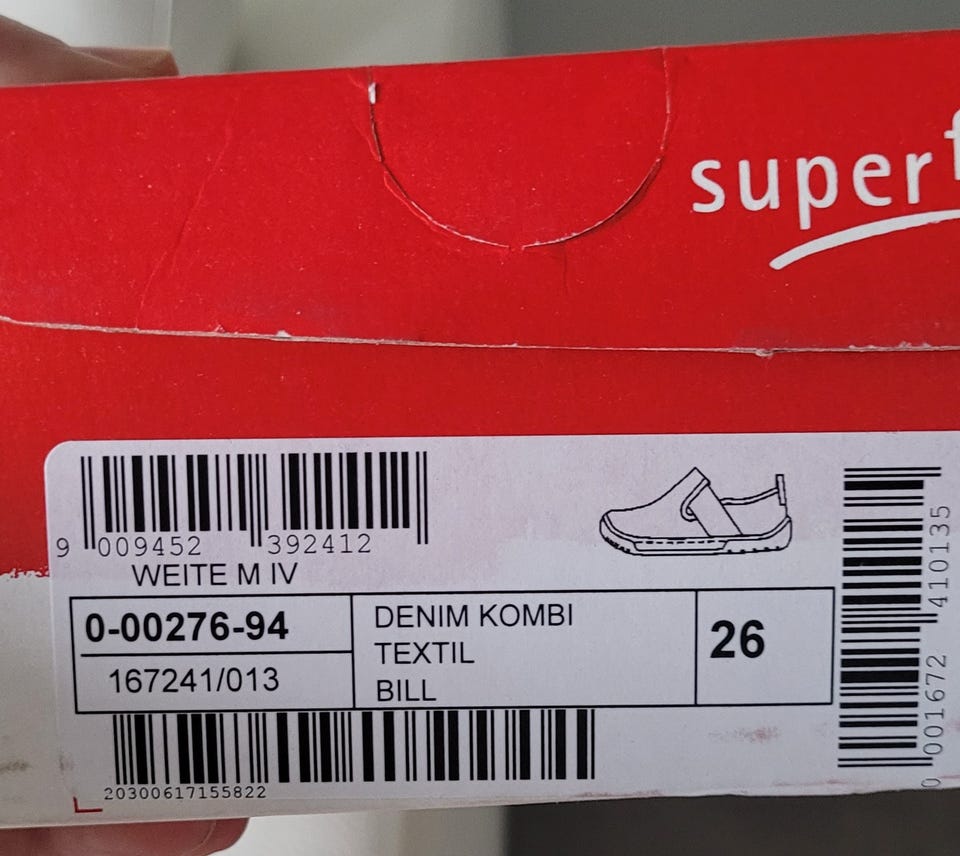 superf
9 009452 392412
WEITE M IV
0-00276-94
167241/013
DENIM KOMBI
TEXTIL
BILL
26
20300617155822
0 001672 410135